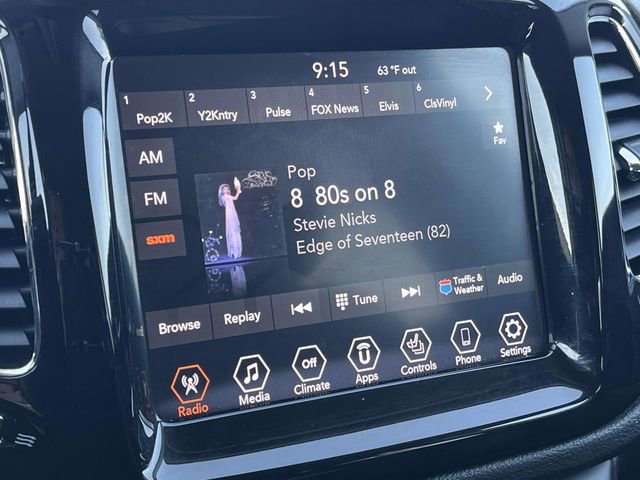 9:15 63 °F out
1 Pop2K 2 Y2Kntry 3 Pulse 4 FOX News 5 Elvis 6 ClsVinyl
Fav
AM
FM
sxm
Pop
8 80s on 8
Stevie Nicks
Edge of Seventeen (82)
Browse Replay Tune Traffic & Weather Audio
Radio Media Off Climate Apps Controls Phone Settings